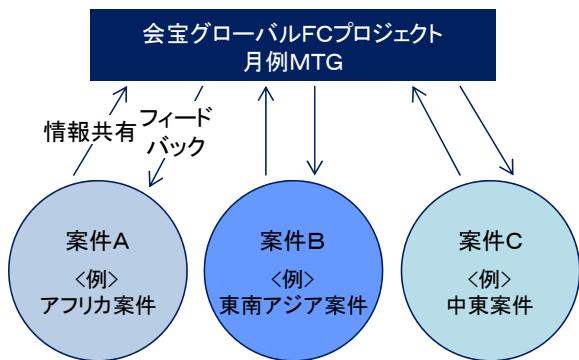 会宝グローバルFCプロジェクト
月例MTG
情報共有
フィード
バック
案件A
<例>
アフリカ案件
案件B
<例>
東南アジア案件
案件C
<例>
中東案件